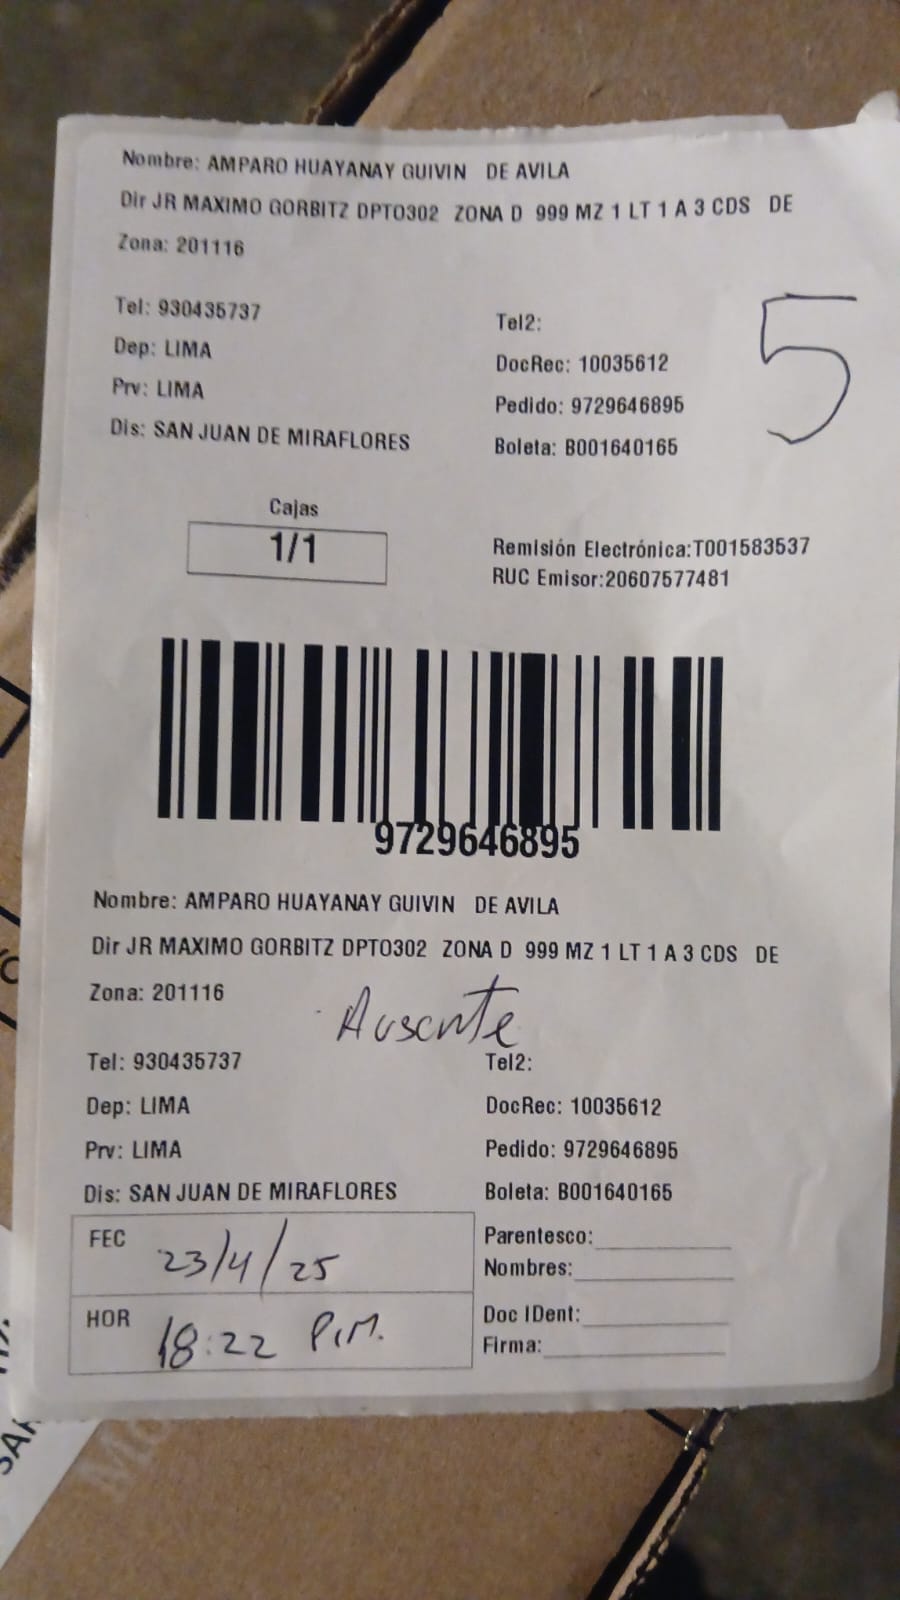 Nombre: AMPARO HUAYANAY GUIVIN DE AVILA
Dir JR MAXIMO GORBITZ DPTO302 ZONA D 999 MZ 1 LT 1 A 3 CDS DE
Zona: 201116
Tel: 930435737
Tel2:
5
Dep: LIMA
DocRec: 10035612
Prv: LIMA
Pedido: 9729646895
Dis: SAN JUAN DE MIRAFLORES
Boleta: B001640165
Cajas
1/1
Remisión Electrónica:T001583537
RUC Emisor:20607577481
9729646895
Nombre: AMPARO HUAYANAY GUIVIN DE AVILA
Dir JR MAXIMO GORBITZ DPTO302 ZONA D 999 MZ 1 LT 1 A 3 CDS DE
Zona: 201116
Ausente
Tel: 930435737
Tel2:
Dep: LIMA
DocRec: 10035612
Prv: LIMA
Pedido: 9729646895
Dis: SAN JUAN DE MIRAFLORES
Boleta: B001640165
FEC 23/4/25
Parentesco:
Nombres:
HOR 18:22 P.M.
Doc IDent:
Firma: